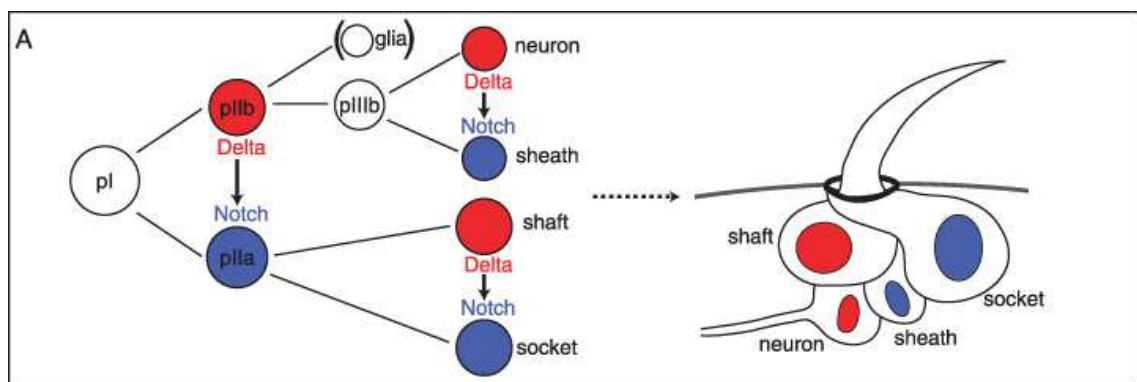 A
(glia)
neuron
Delta
pIIb
pIIIb
Delta
Notch
sheath
pI
Notch
shaft
pIIa
Delta
Notch
socket
shaft
socket
sheath
neuron